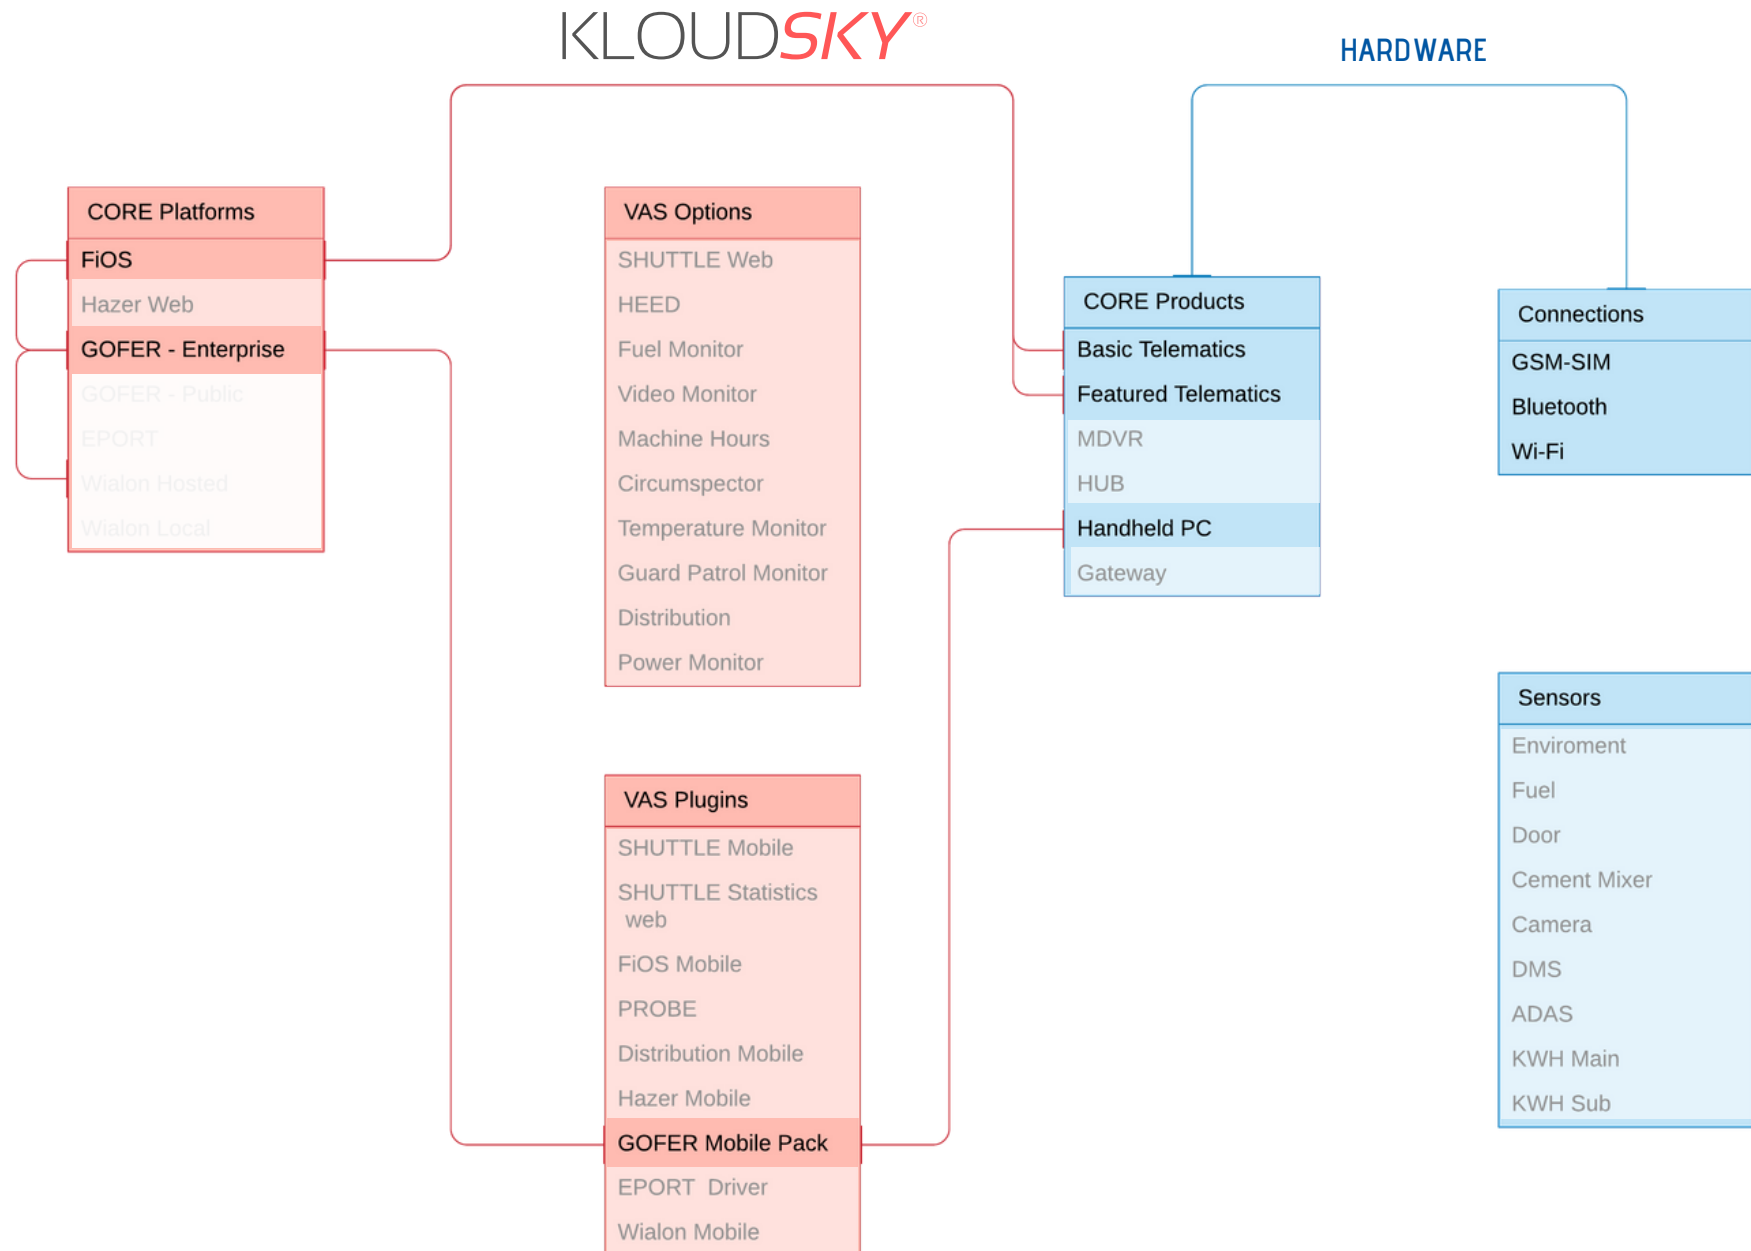 KLOUDSKY®
HARDWARE
CORE Platforms
FiOS
Hazer Web
GOFER - Enterprise
GOFER - Public
EPORT
Wialon Hosted
Wialon Local
VAS Options
SHUTTLE Web
HEED
Fuel Monitor
Video Monitor
Machine Hours
Circumspector
Temperature Monitor
Guard Patrol Monitor
Distribution
Power Monitor
VAS Plugins
SHUTTLE Mobile
SHUTTLE Statistics
web
FiOS Mobile
PROBE
Distribution Mobile
Hazer Mobile
GOFER Mobile Pack
EPORT Driver
Wialon Mobile
CORE Products
Basic Telematics
Featured Telematics
MDVR
HUB
Handheld PC
Gateway
Connections
GSM-SIM
Bluetooth
Wi-Fi
Sensors
Enviroment
Fuel
Door
Cement Mixer
Camera
DMS
ADAS
KWH Main
KWH Sub